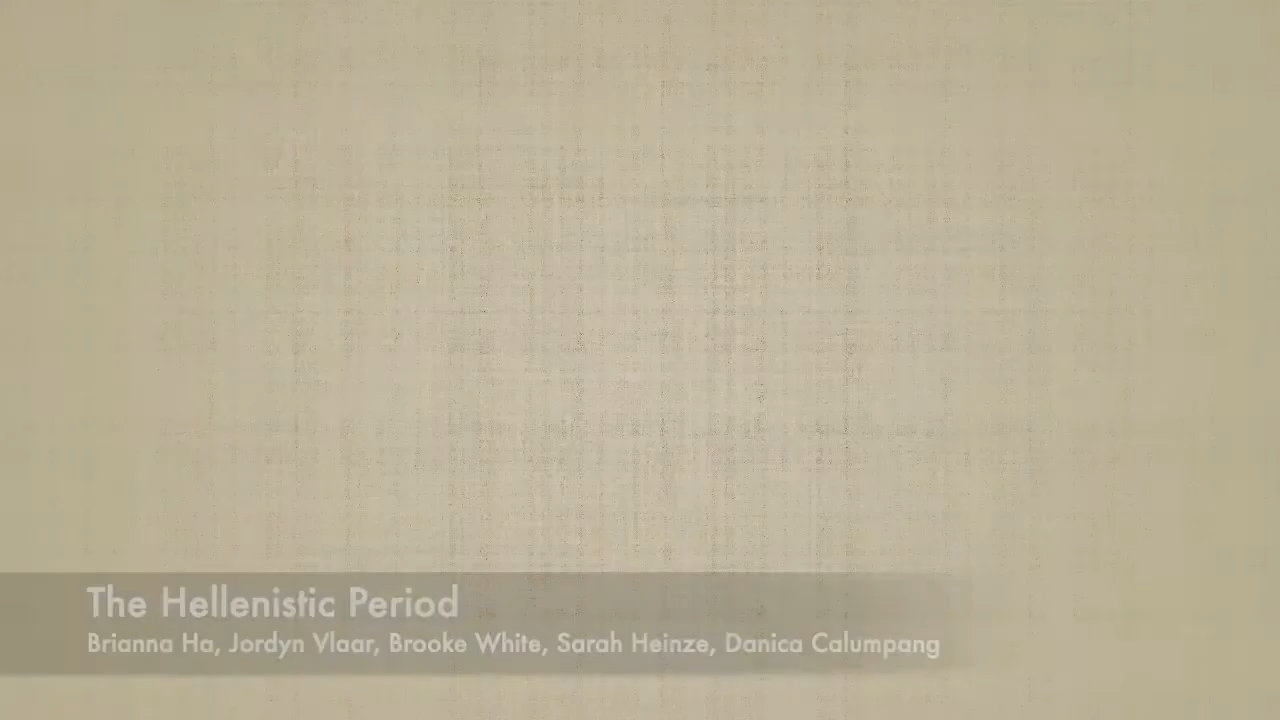 The Hellenistic Period
Brianna Ha, Jordyn Vlaar, Brooke White, Sarah Heinze, Danica Calumpang